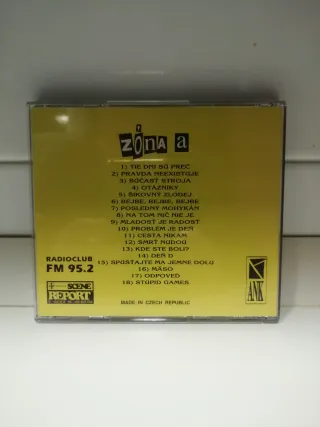 ZÓNA a
1) TIE DNI SÚ PREČ
2) PRAVDA NEEXISTUJE
3) SÚČASŤ STROJA
4) OTÁZNIKY
5) ŠIKOVNÝ ZLODEJ
6) BEJBE, BEJBE, BEJBE
7) POSLEDNÝ MOHYKÁN
8) NA TOM NIČ NIE JE
9) MLADOSŤ JE RADOSŤ
10) PROBLÉM JE DEŇ
11) CESTA NIKAM
12) SMRŤ NUDOU
13) KDE STE BOLI?
14) DEŇ D
15) SPÚŠŤAJTE MA JEMNE DOLU
16) MÄSO
17) ODPOVEĎ
18) STUPID GAMES
RADIOCLUB
FM 95.2
SCENE
REPORT
ANK
MADE IN CZECH REPUBLIC